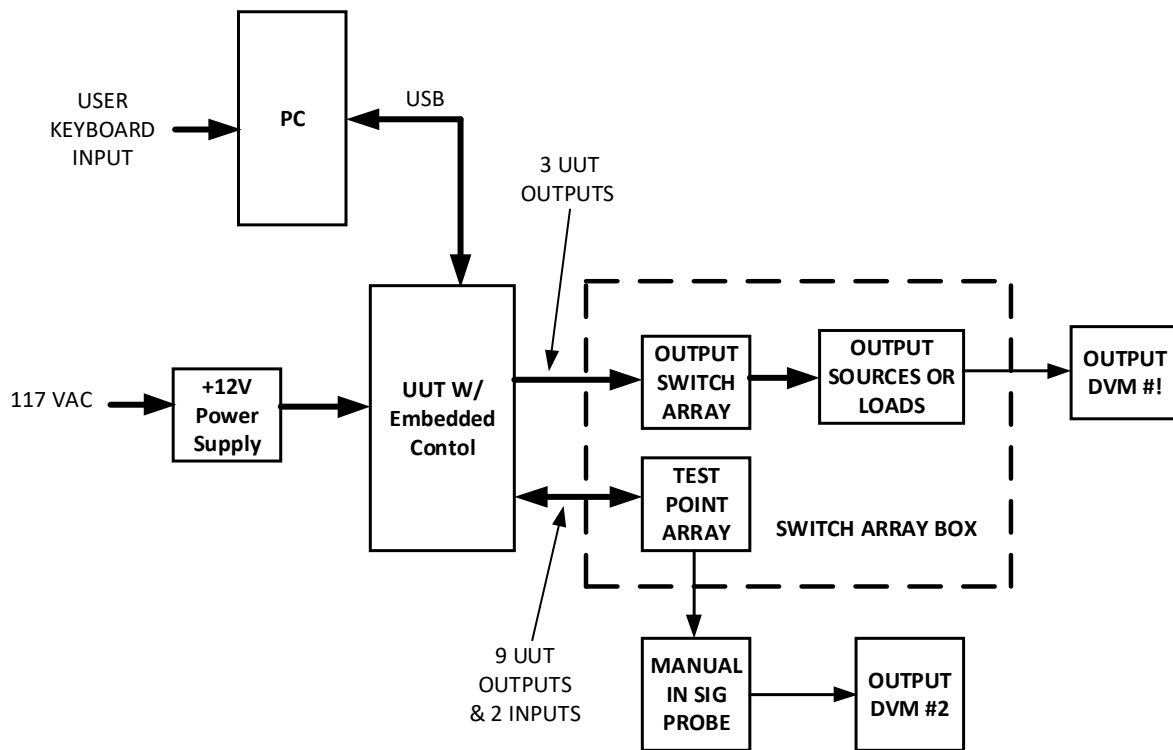 USER
KEYBOARD
INPUT
PC
USB
3 UUT
OUTPUTS
117 VAC
+12V
Power
Supply
UUT W/
Embedded
Contol
OUTPUT
SWITCH
ARRAY
OUTPUT
SOURCES OR
LOADS
OUTPUT
DVM #!
TEST
POINT
ARRAY
SWITCH ARRAY BOX
9 UUT
OUTPUTS
& 2 INPUTS
MANUAL
IN SIG
PROBE
OUTPUT
DVM #2